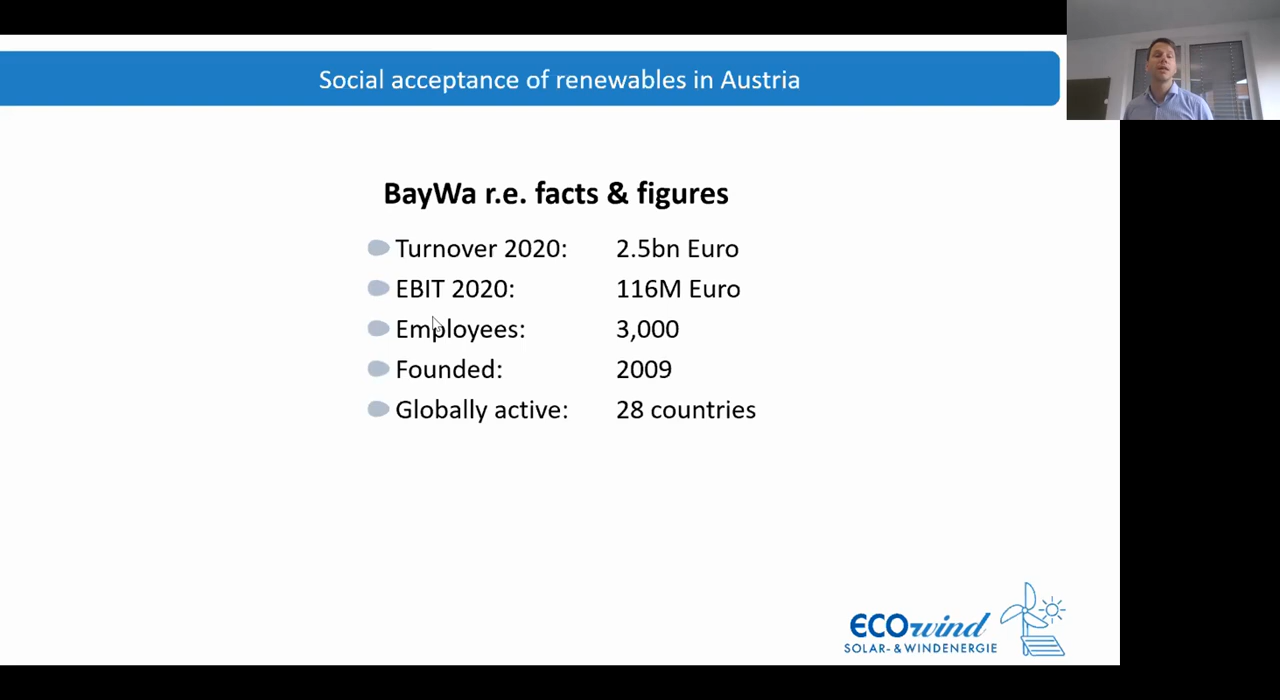 Social acceptance of renewables in Austria
BayWa r.e. facts & figures
Turnover 2020: 2.5bn Euro
EBIT 2020: 116M Euro
Employees: 3,000
Founded: 2009
Globally active: 28 countries
ECOwind
SOLAR- & WINDENERGIE